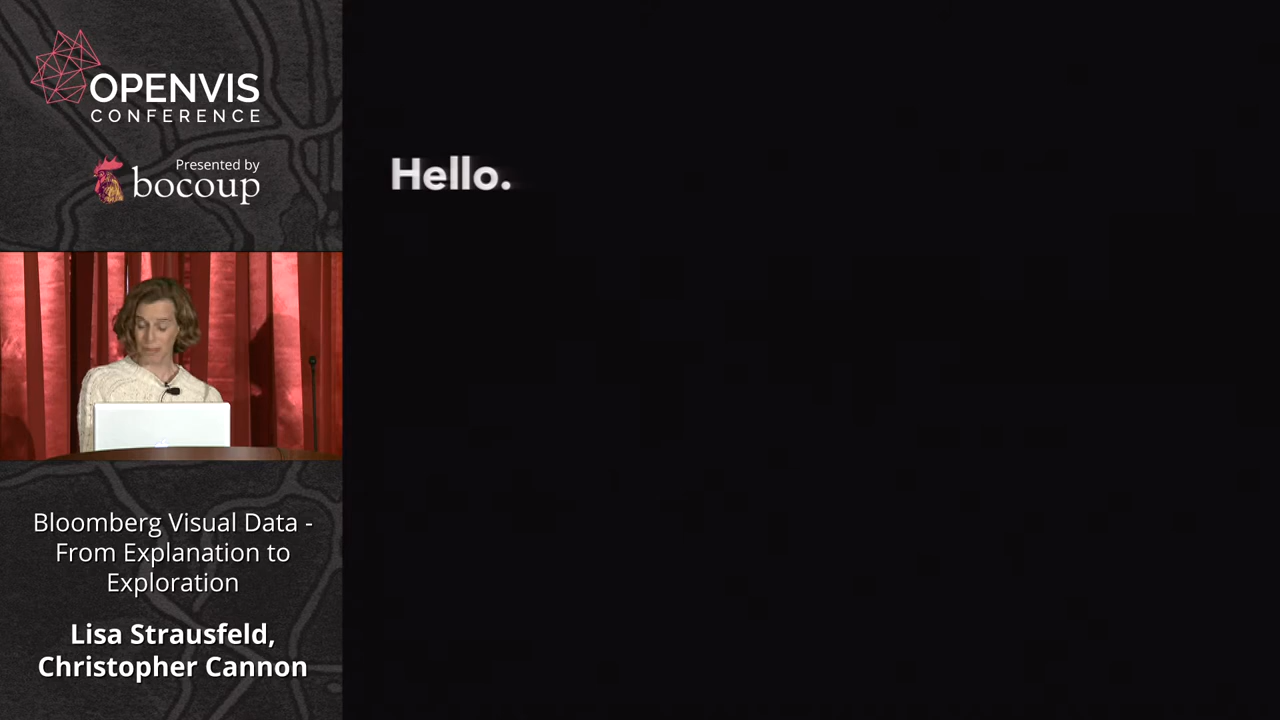 OPENVIS
CONFERENCE
Presented by
bocoup
Hello.
Bloomberg Visual Data -
From Explanation to
Exploration
Lisa Strausfeld,
Christopher Cannon